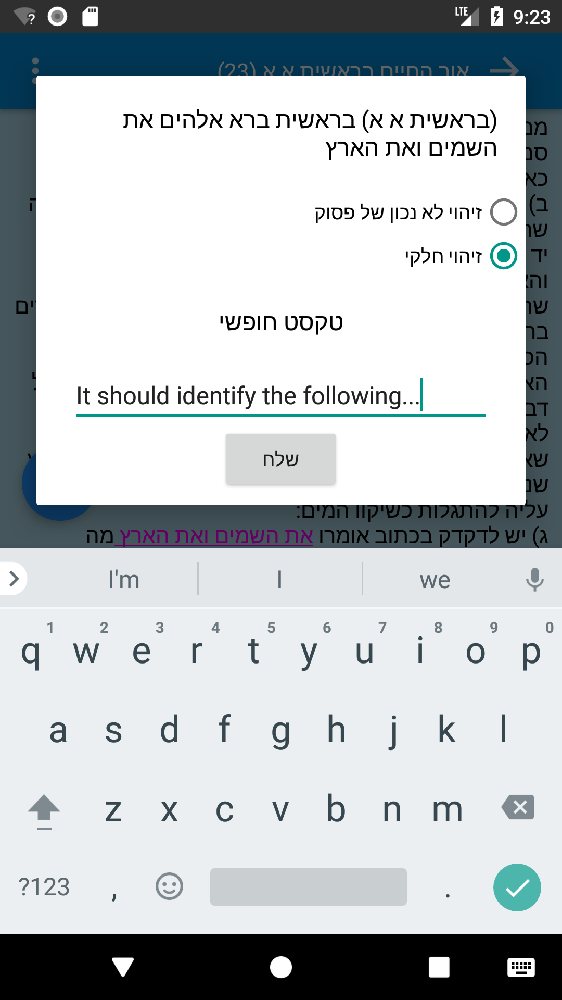 LTE 9:23
אור החיים בראשית א א (23)
(בראשית א א) בראשית ברא אלהים את
השמים ואת הארץ
זיהוי לא נכון של פסוק
זיהוי חלקי
טקסט חופשי
It should identify the following...
שלח
עליה להתגלות כשיקוו המים:
ג) יש לדקדק בכתוב אומרו את השמים ואת הארץ מה
I'm I we
1 2 3 4 5 6 7 8 9 0
q w e r t y u i o p
a s d f g h j k l
z x c v b n m
?123 , .